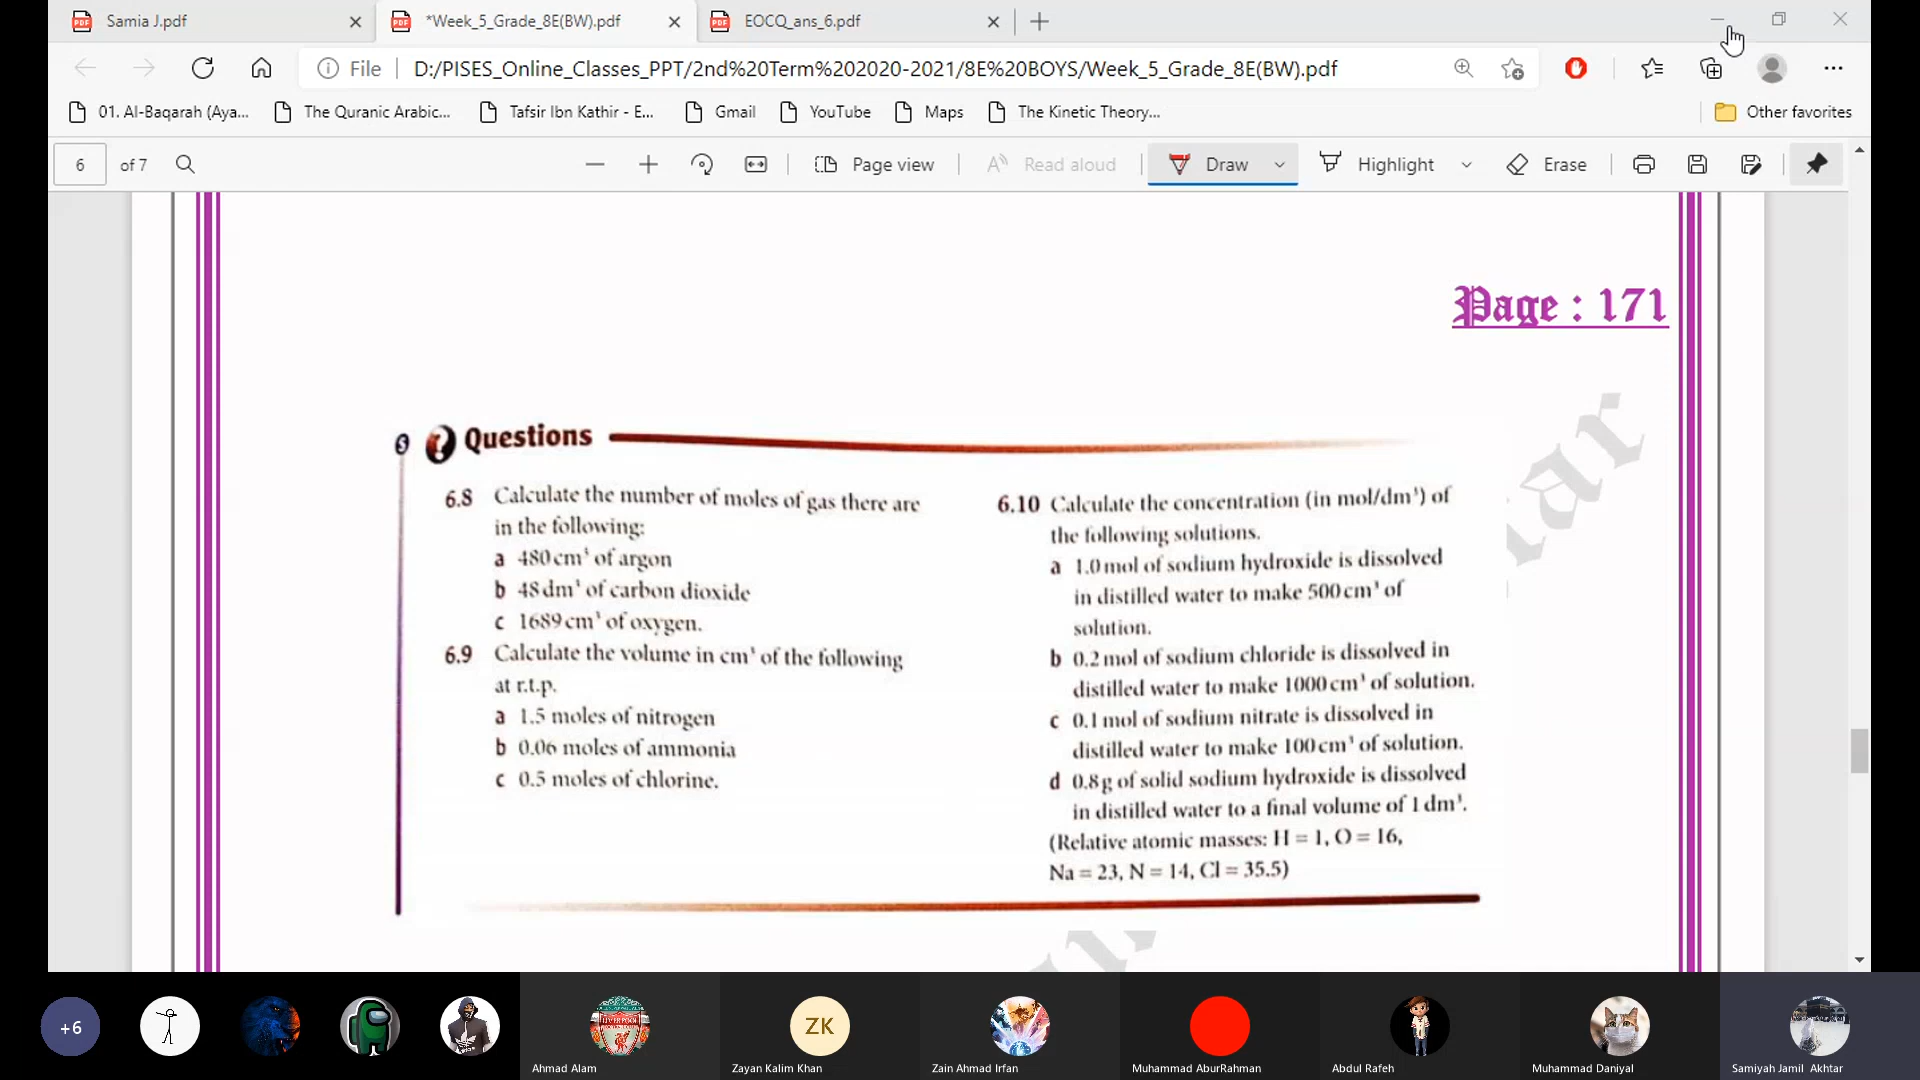 Samia J.pdf
*Week_5_Grade_8E(BW).pdf
EOCQ_ans_6.pdf
File
D:/PISES_Online_Classes_PPT/2nd%20Term%202020-2021/8E%20BOYS/Week_5_Grade_8E(BW).pdf
01. Al-Baqarah (Aya...
The Quranic Arabic...
Tafsir Ibn Kathir - E...
Gmail
YouTube
Maps
The Kinetic Theory...
Other favorites
6 of 7
Page view
Read aloud
Draw
Highlight
Erase
Page : 171
S
? Questions
6.8 Calculate the number of moles of gas there are
in the following:
a 480 cm³ of argon
b 48 dm³ of carbon dioxide
c 1689 cm³ of oxygen.
6.9 Calculate the volume in cm³ of the following
at r.t.p.
a 1.5 moles of nitrogen
b 0.06 moles of ammonia
c 0.5 moles of chlorine.
6.10 Calculate the concentration (in mol/dm³) of
the following solutions.
a 1.0 mol of sodium hydroxide is dissolved
in distilled water to make 500 cm³ of
solution.
b 0.2 mol of sodium chloride is dissolved in
distilled water to make 1000 cm³ of solution.
c 0.1 mol of sodium nitrate is dissolved in
distilled water to make 100 cm³ of solution.
d 0.8 g of solid sodium hydroxide is dissolved
in distilled water to a final volume of 1 dm³.
(Relative atomic masses: H = 1, O = 16,
Na = 23, N = 14, Cl = 35.5)
ar
+6
ZK
Ahmad Alam
Zayan Kalim Khan
Zain Ahmad Irfan
Muhammad AburRahman
Abdul Rafeh
Muhammad Daniyal
Samiyah Jamil Akhtar